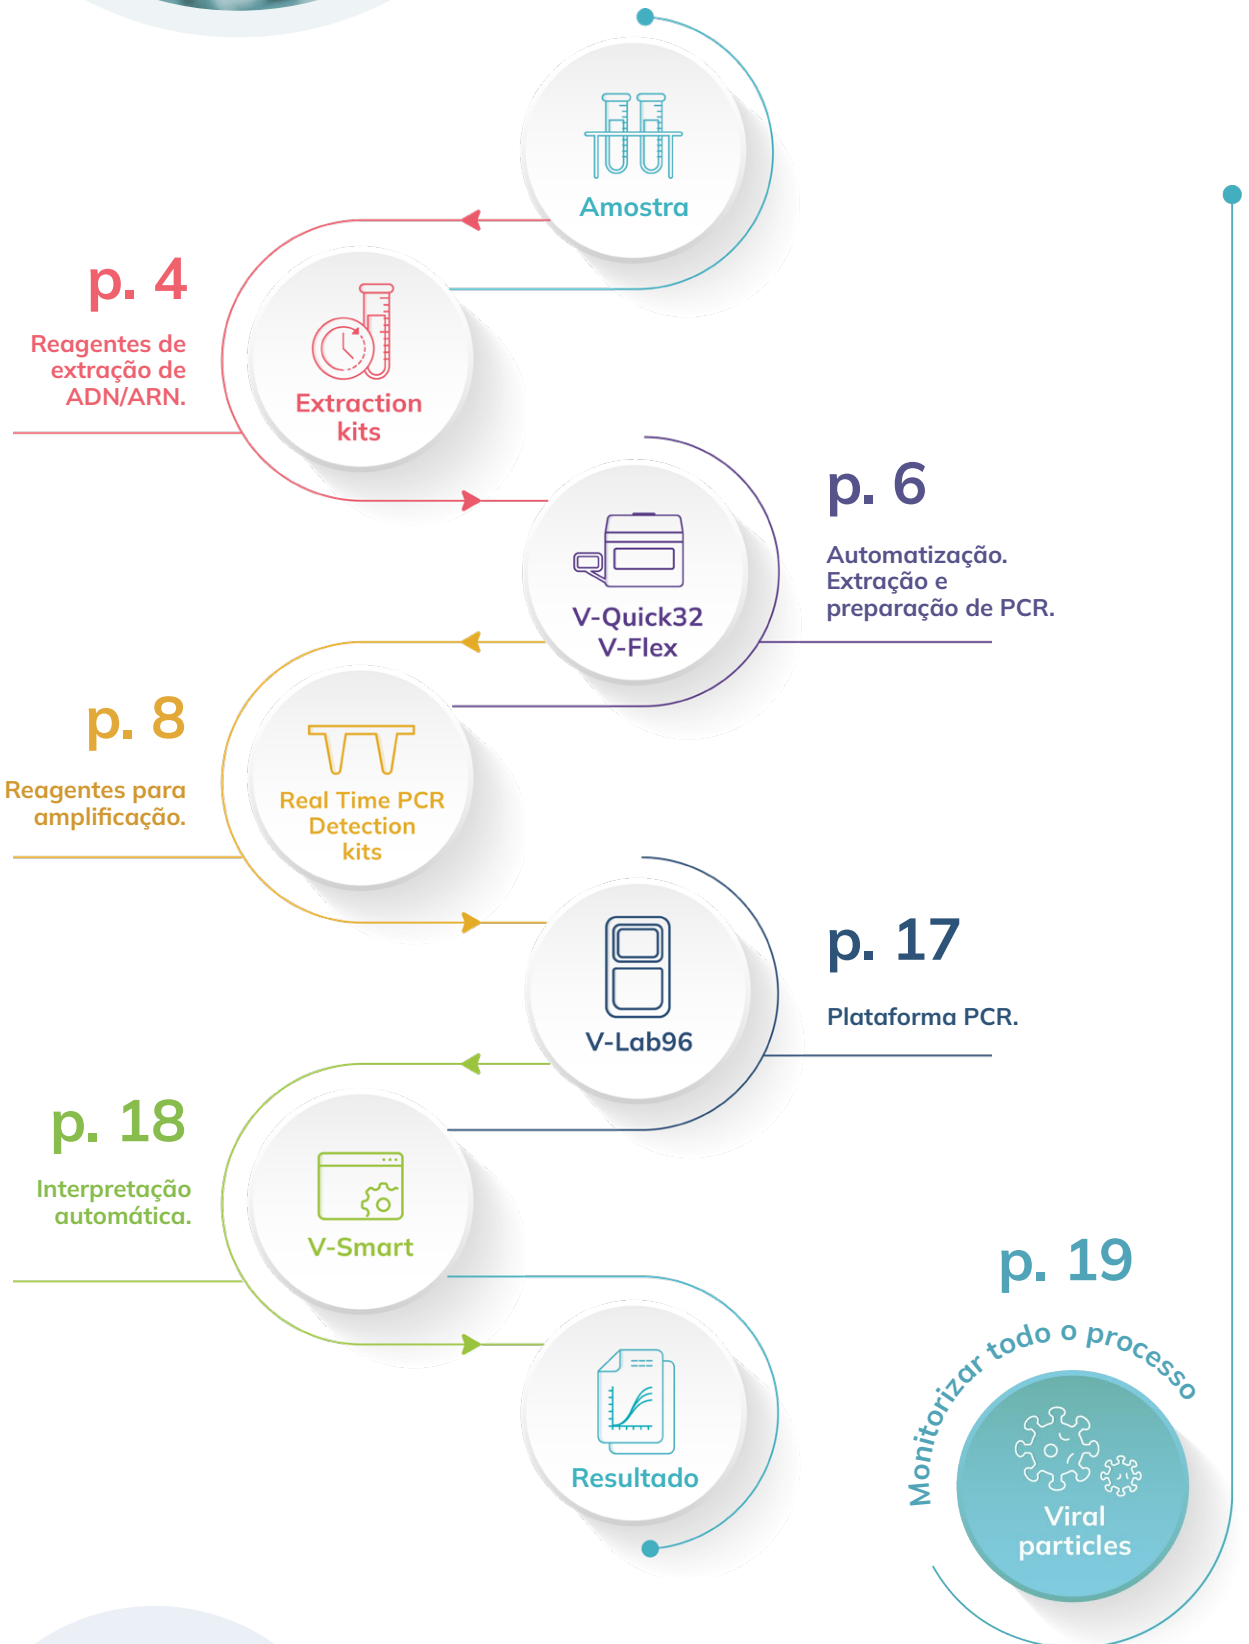 Amostra
p. 4
Reagentes de
extração de
ADN/ARN.
Extraction
kits
p. 6
Automatização.
Extração e
preparação de PCR.
V-Quick32
V-Flex
p. 8
Reagentes para
amplificação.
Real Time PCR
Detection
kits
p. 17
Plataforma PCR.
V-Lab96
p. 18
Interpretação
automática.
V-Smart
Resultado
p. 19
Monitorizar todo o processo
Viral
particles